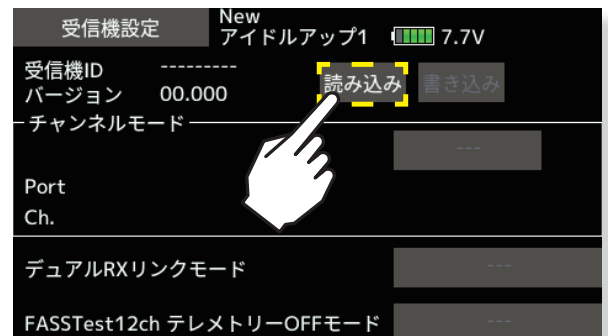 受信機設定
New
アイドルアップ1 7.7V
受信機ID ---------
バージョン 00.000
読み込み 書き込み
チャンネルモード
---
Port
Ch.
デュアルRXリンクモード ---
FASSTest12ch テレメトリーOFFモード ---